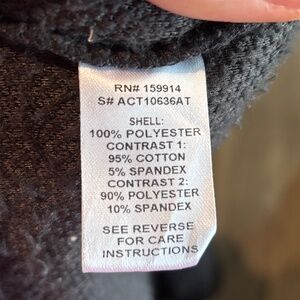 RN# 159914
S# ACT10636AT
SHELL:
100% POLYESTER
CONTRAST 1:
95% COTTON
5% SPANDEX
CONTRAST 2:
90% POLYESTER
10% SPANDEX
SEE REVERSE
FOR CARE
INSTRUCTIONS